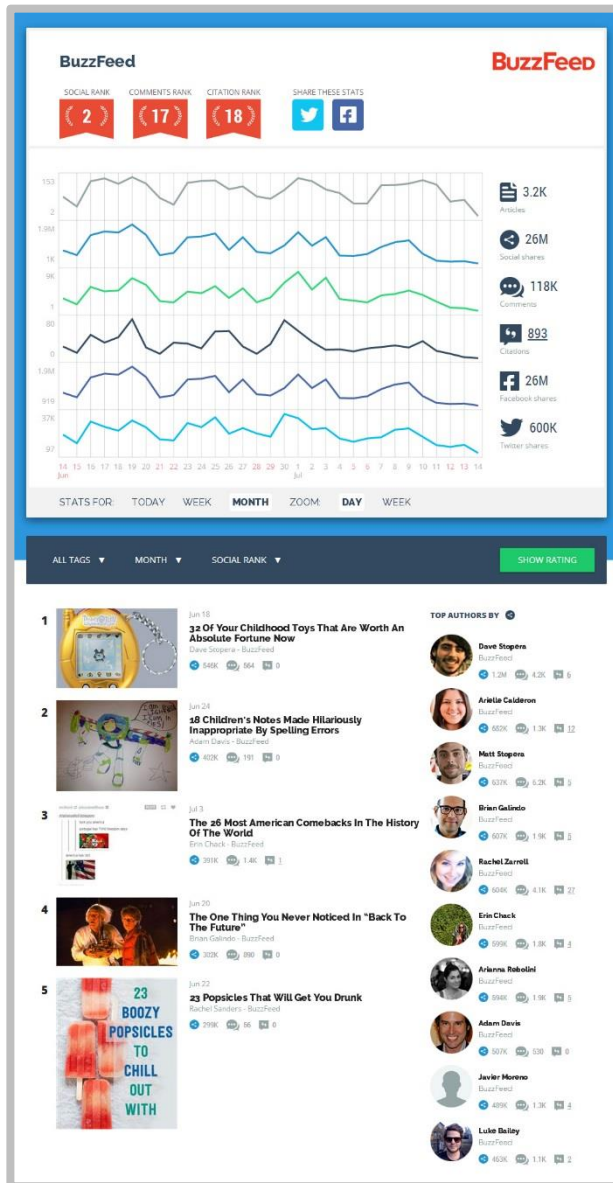 BuzzFeed
BuzzFeed
SOCIAL RANK COMMENTS RANK CITATION RANK SHARE THESE STATS
2 17 18
153
2
1.9M
1K
9K
1
80
0
1.9M
919
37K
97
14 15 16 17 18 19 20 21 22 23 24 25 26 27 28 29 30 1 2 3 4 5 6 7 8 9 10 11 12 13 14
Jun Jul
3.2K
Articles
26M
Social shares
118K
Comments
893
Citations
26M
Facebook shares
600K
Twitter shares
STATS FOR: TODAY WEEK MONTH ZOOM: DAY WEEK
ALL TAGS ▼ MONTH ▼ SOCIAL RANK ▼ SHOW RATING
1
Jun 18
32 Of Your Childhood Toys That Are Worth An
Absolute Fortune Now
Dave Stopera - BuzzFeed
546K 564 0
2
Jun 24
18 Children's Notes Made Hilariously
Inappropriate By Spelling Errors
Adam Davis - BuzzFeed
402K 191 0
3
Jul 3
The 26 Most American Comebacks In The History
Of The World
Erin Chack - BuzzFeed
391K 1.4K 1
4
Jun 20
The One Thing You Never Noticed In "Back To
The Future"
Brian Galindo - BuzzFeed
302K 890 0
5
23
BOOZY
POPSICLES
TO
CHILL
OUT
WITH
Jun 22
23 Popsicles That Will Get You Drunk
Rachel Sanders - BuzzFeed
299K 56 0
TOP AUTHORS BY
Dave Stopera
BuzzFeed
1.2M 4.2K 6
Arielle Calderon
BuzzFeed
662K 1.3K 12
Matt Stopera
BuzzFeed
637K 6.2K 5
Brian Galindo
BuzzFeed
607K 1.9K 5
Rachel Zarrell
BuzzFeed
604K 4.1K 27
Erin Chack
BuzzFeed
599K 1.8K 4
Arianna Rebolini
BuzzFeed
594K 1.9K 5
Adam Davis
BuzzFeed
507K 530 0
Javier Moreno
BuzzFeed
489K 1.3K 4
Luke Bailey
BuzzFeed
463K 1.1K 2